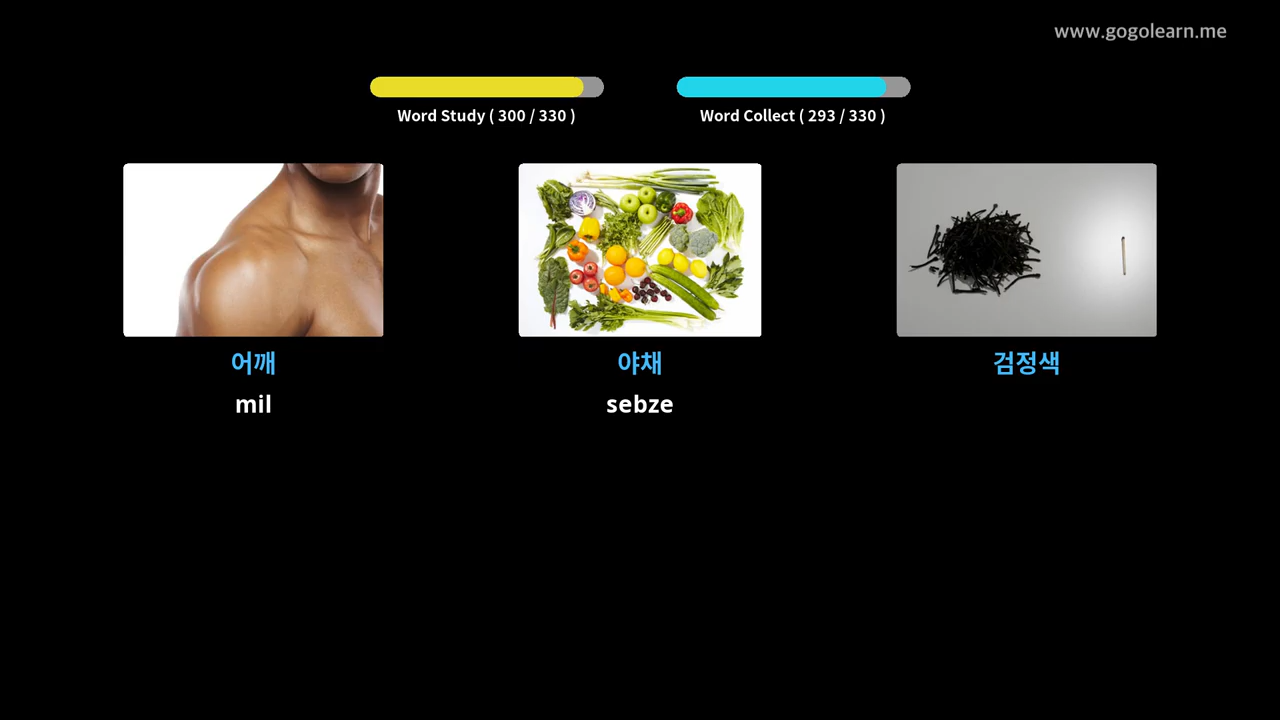 www.gogolearn.me
Word Study ( 300 / 330 )
Word Collect ( 293 / 330 )
어깨
야채
검정색
mil
sebze